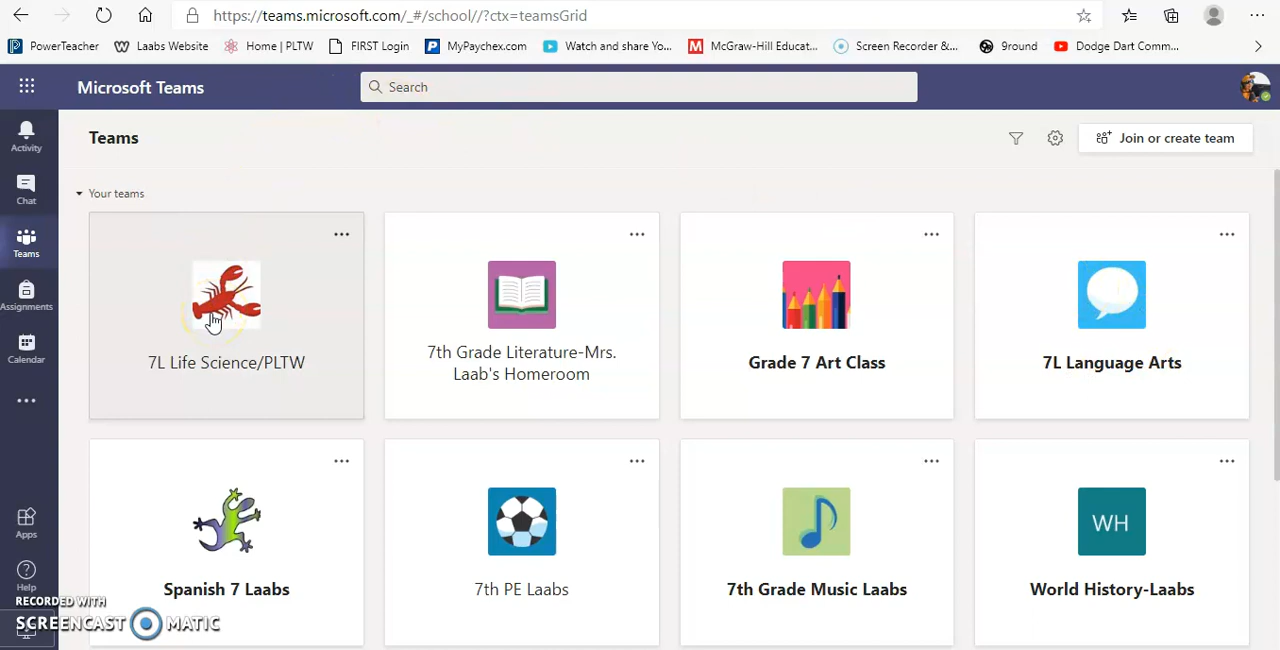 https://teams.microsoft.com/_#/school//?ctx=teamsGrid
PowerTeacher Laabs Website Home | PLTW FIRST Login MyPaychex.com Watch and share Yo... McGraw-Hill Educat... Screen Recorder &... 9round Dodge Dart Comm...
Microsoft Teams
Search
Activity
Chat
Teams
Assignments
Calendar
Apps
Help
Teams
Join or create team
Your teams
7L Life Science/PLTW
7th Grade Literature-Mrs.
Laab's Homeroom
Grade 7 Art Class
7L Language Arts
Spanish 7 Laabs
7th PE Laabs
7th Grade Music Laabs
WH
World History-Laabs
RECORDED WITH
SCREENCAST MATIC